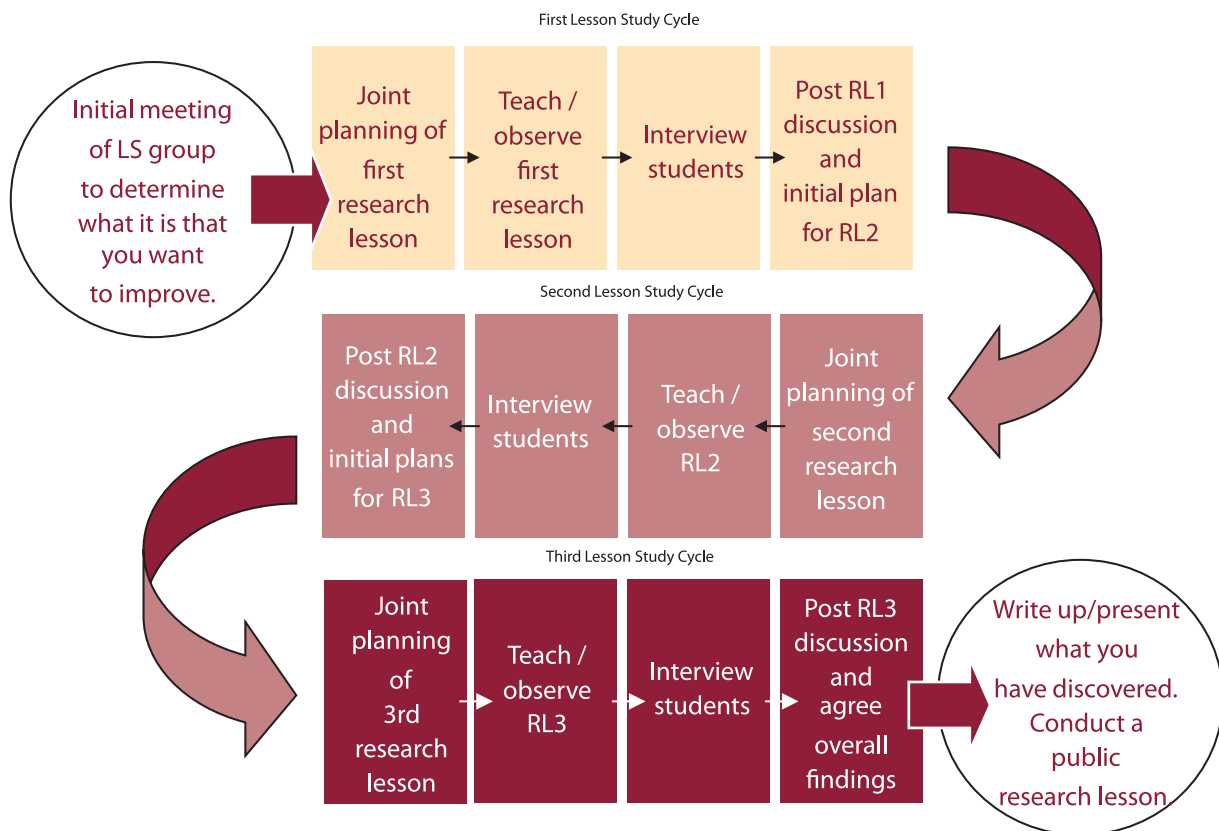 First Lesson Study Cycle
Initial meeting
of LS group
to determine
what it is that
you want
to improve.
Joint
planning of
first
research
lesson
Teach /
observe
first
research
lesson
Interview
students
Post RL1
discussion
and
initial plan
for RL2
Second Lesson Study Cycle
Joint
planning of
second
research
lesson
Teach /
observe
RL2
Interview
students
Post RL2
discussion
and
initial plans
for RL3
Third Lesson Study Cycle
Joint
planning
of
3rd
research
lesson
Teach /
observe
RL3
Interview
students
Post RL3
discussion
and
agree
overall
findings
Write up/present
what you
have discovered.
Conduct a
public
research lesson.